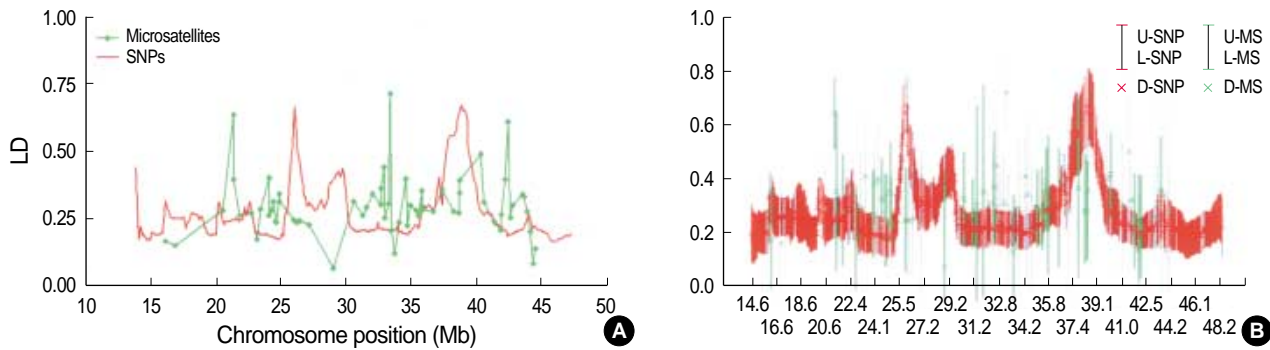 1.00
0.75
0.50
0.25
0.00
LD
Microsatellites
SNPs
10 15 20 25 30 35 40 45 50
Chromosome position (Mb)
A
1.00
0.8
0.6
0.4
0.2
0.0
U-SNP
L-SNP
D-SNP
U-MS
L-MS
D-MS
14.6 18.6 22.4 25.5 29.2 32.8 35.8 39.1 42.5 46.1
16.6 20.6 24.1 27.2 31.2 34.2 37.4 41.0 44.2 48.2
B